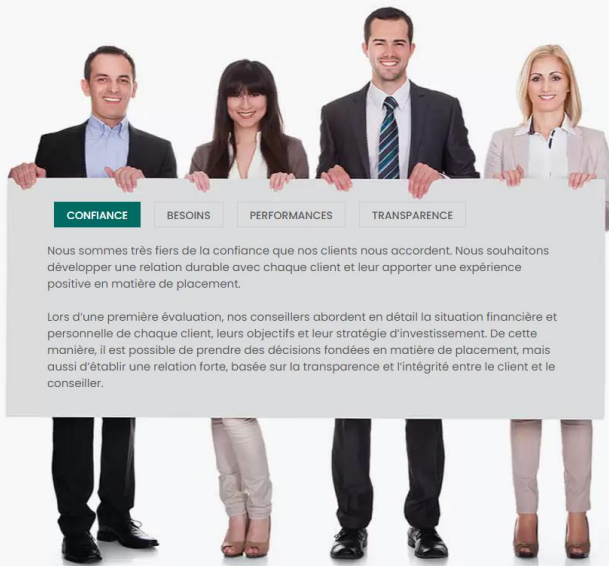 CONFIANCE BESOINS PERFORMANCES TRANSPARENCE
Nous sommes très fiers de la confiance que nos clients nous accordent. Nous souhaitons
développer une relation durable avec chaque client et leur apporter une expérience
positive en matière de placement.
Lors d'une première évaluation, nos conseillers abordent en détail la situation financière et
personnelle de chaque client, leurs objectifs et leur stratégie d'investissement. De cette
manière, il est possible de prendre des décisions fondées en matière de placement, mais
aussi d'établir une relation forte, basée sur la transparence et l'intégrité entre le client et le
conseiller.